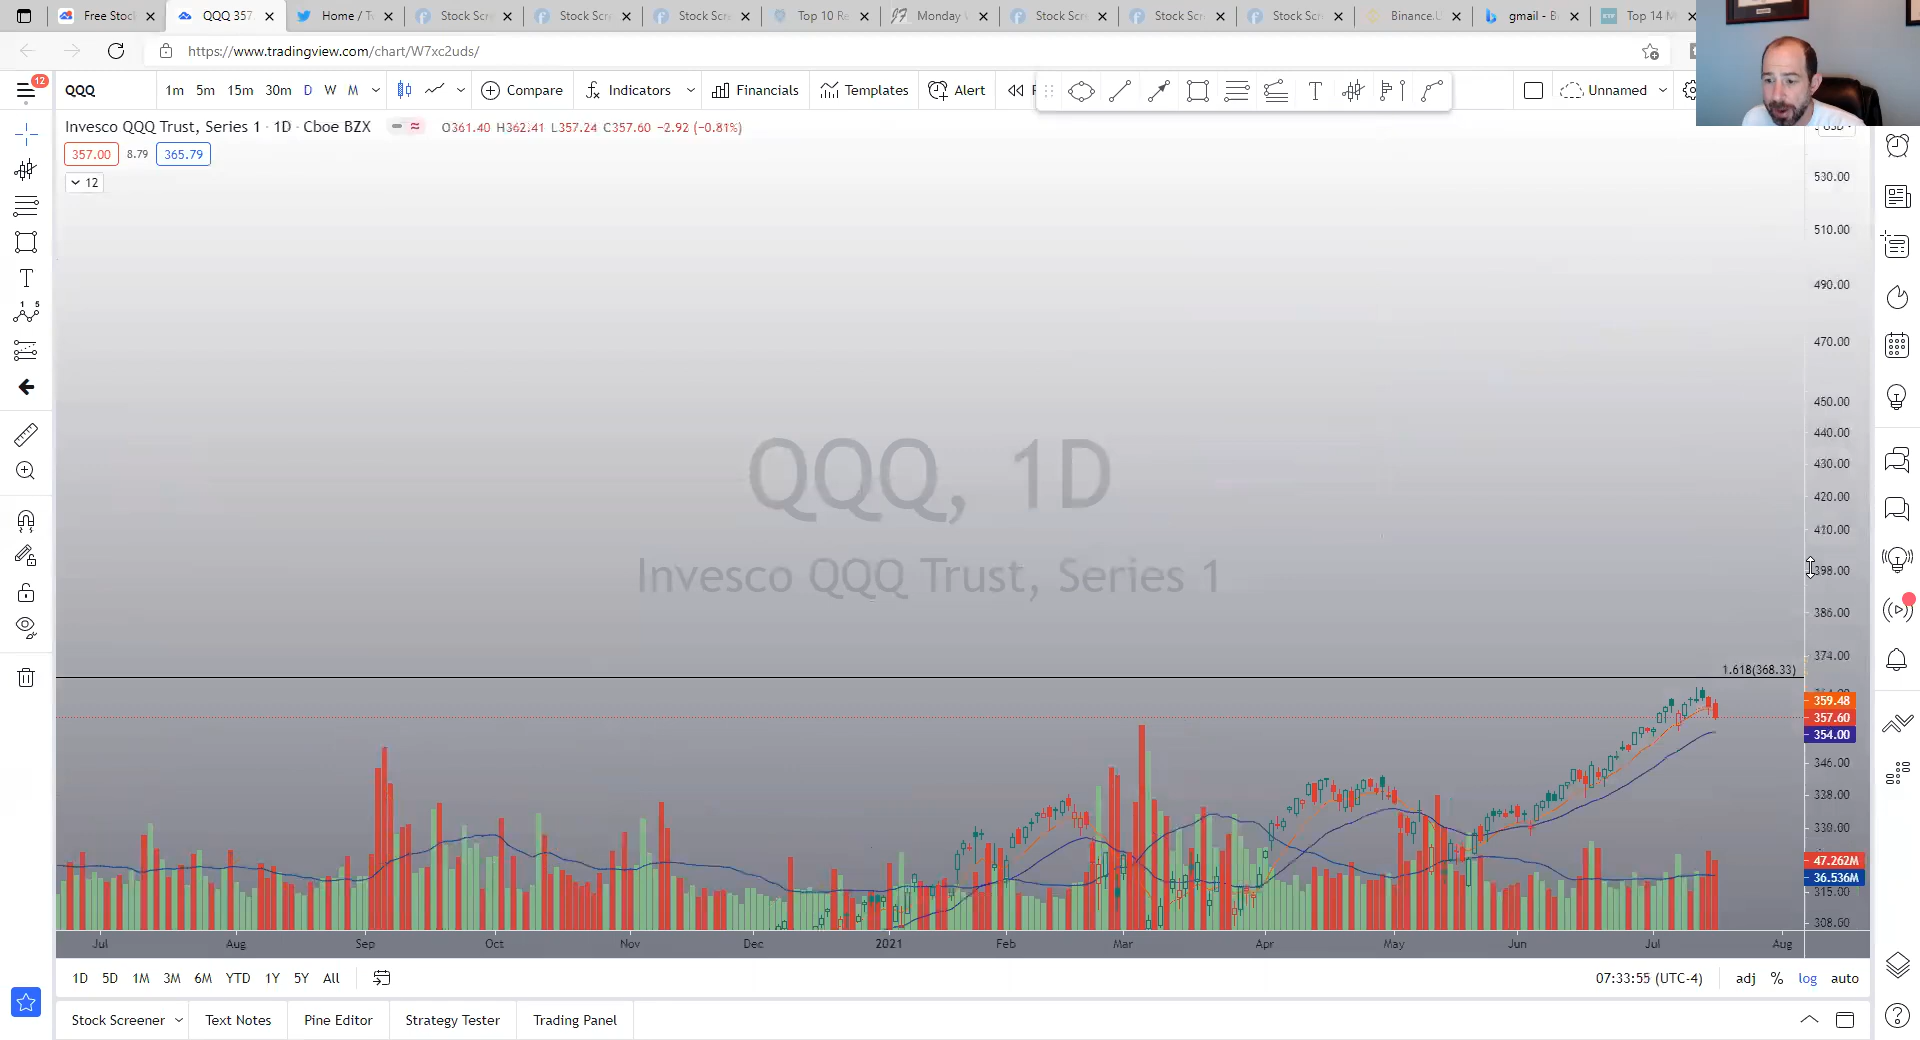 Free Stoc
QQQ 357
Home / T
Stock Scr
Stock Scr
Stock Scr
Top 10 Re
Monday
Stock Scr
Stock Scr
Stock Scr
Binance.U
gmail - B
Top 14 M
https://www.tradingview.com/chart/W7xc2uds/
12
QQQ
1m 5m 15m 30m D W M
Compare
Indicators
Financials
Templates
Alert
T
Unnamed
Invesco QQQ Trust, Series 1 · 1D · Cboe BZX
O361.40 H362.41 L357.24 C357.60 −2.92 (−0.81%)
USD
357.00 8.79 365.79
12
530.00
510.00
490.00
470.00
450.00
440.00
430.00
420.00
410.00
398.00
386.00
374.00
QQQ, 1D
Invesco QQQ Trust, Series 1
1.618(368.33)
359.48
357.60
354.00
346.00
338.00
330.00
47.262M
36.536M
315.00
308.60
Jul Aug Sep Oct Nov Dec 2021 Feb Mar Apr May Jun Jul Aug
1D 5D 1M 3M 6M YTD 1Y 5Y All
07:33:55 (UTC-4) adj % log auto
Stock Screener Text Notes Pine Editor Strategy Tester Trading Panel